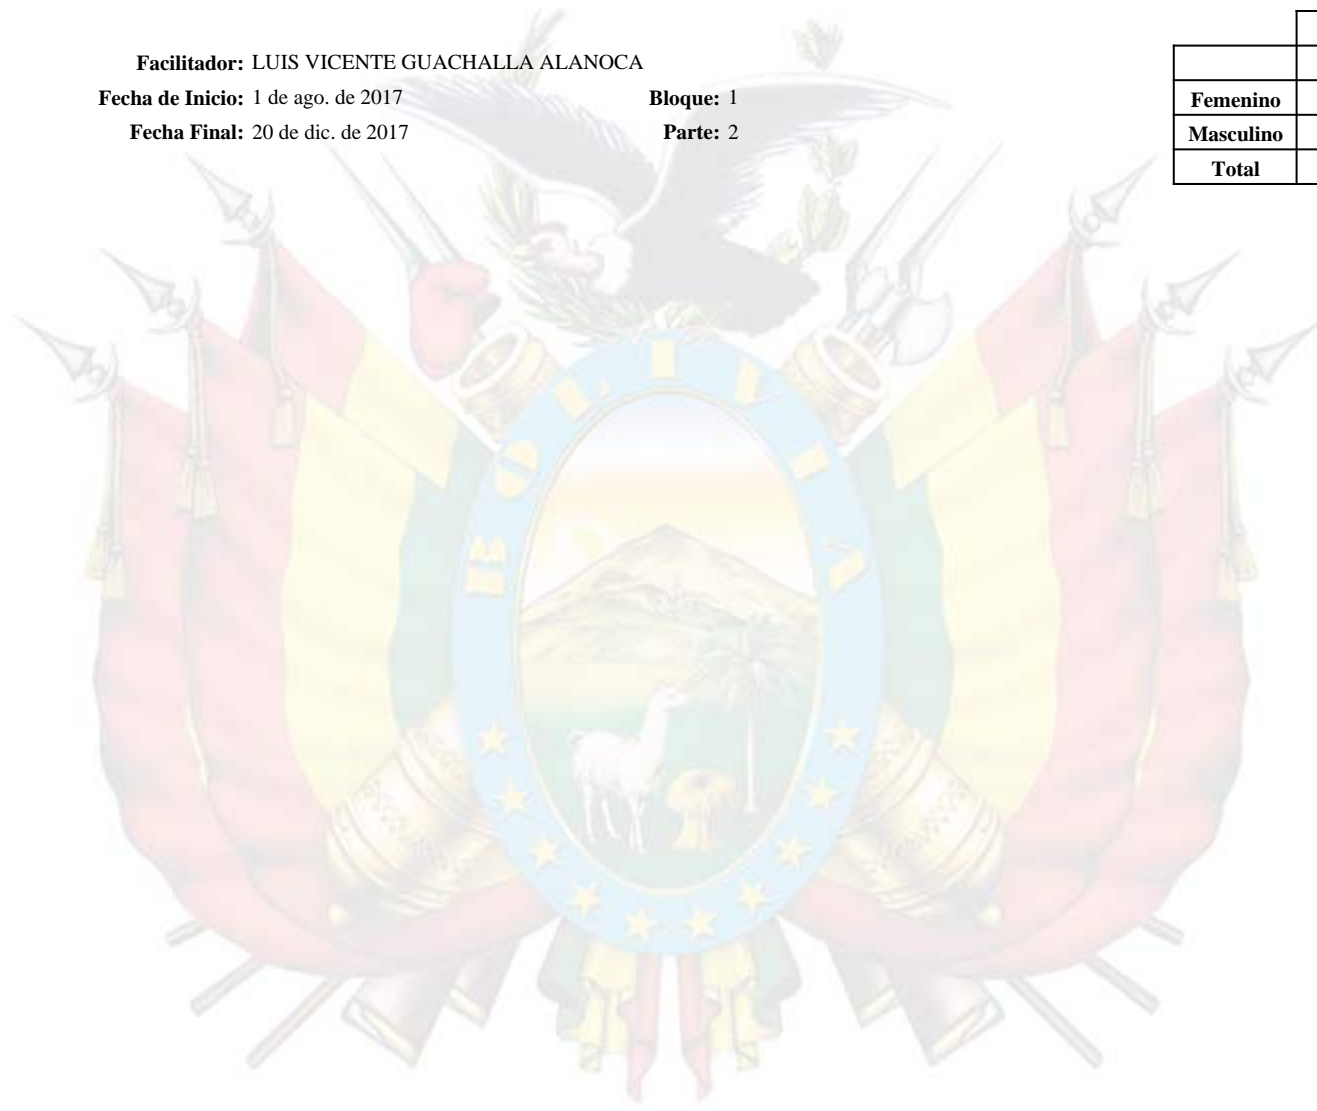 Facilitador: LUIS VICENTE GUACHALLA ALANOCA
Fecha de Inicio: 1 de ago. de 2017 Bloque: 1
Fecha Final: 20 de dic. de 2017 Parte: 2
Femenino
Masculino
Total
BOLIVIA